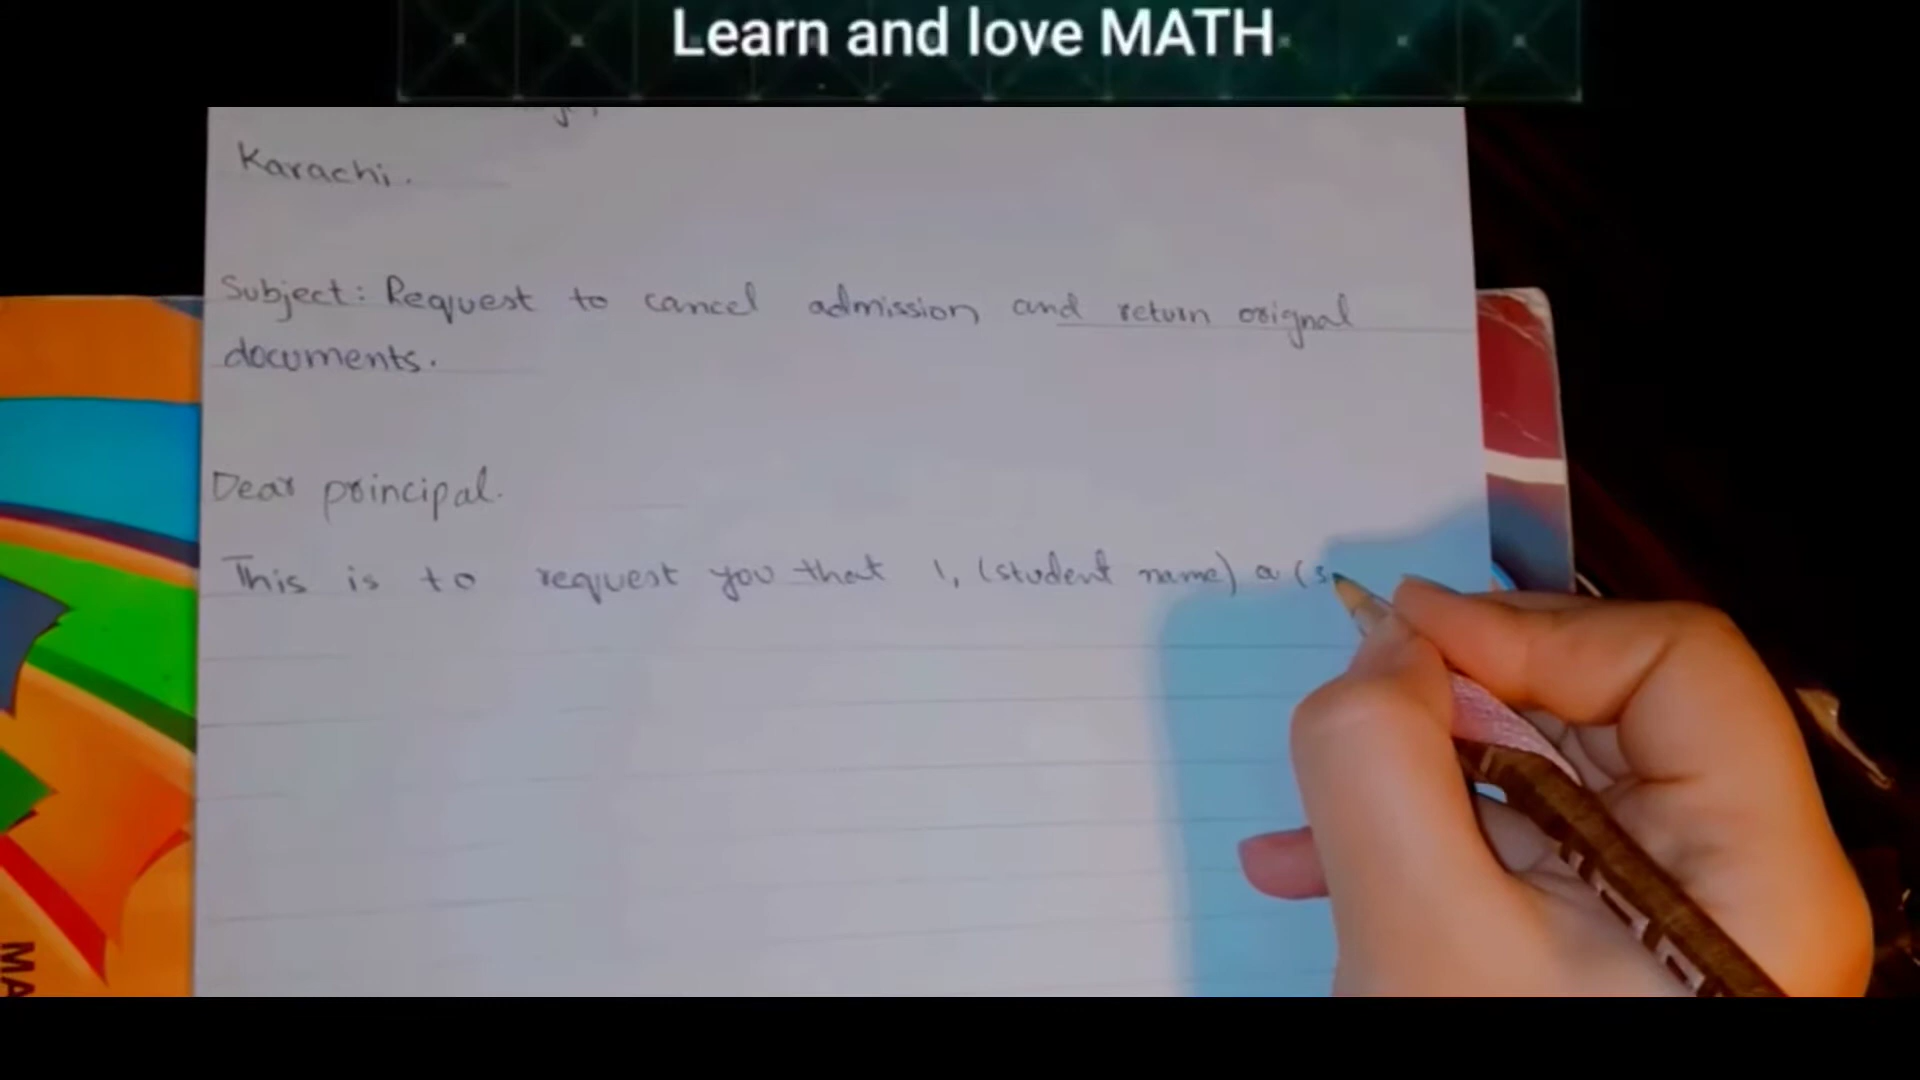 Learn and love MATH
Karachi.
Subject: Request to cancel admission and return orignal
documents.
Dear principal.
This is to request you that I, (student name) a (s
MA